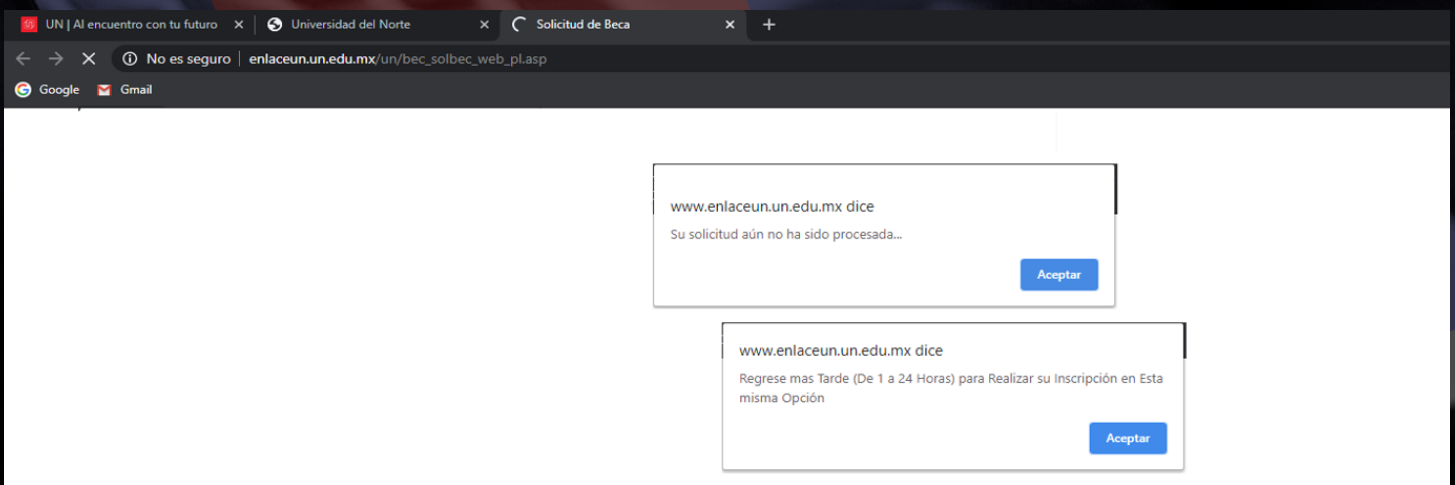 UN | Al encuentro con tu futuro
Universidad del Norte
Solicitud de Beca
No es seguro | enlaceun.un.edu.mx/un/bec_solbec_web_pl.asp
Google
Gmail
www.enlaceun.un.edu.mx dice
Su solicitud aún no ha sido procesada...
Aceptar
www.enlaceun.un.edu.mx dice
Regrese mas Tarde (De 1 a 24 Horas) para Realizar su Inscripción en Esta
misma Opción
Aceptar